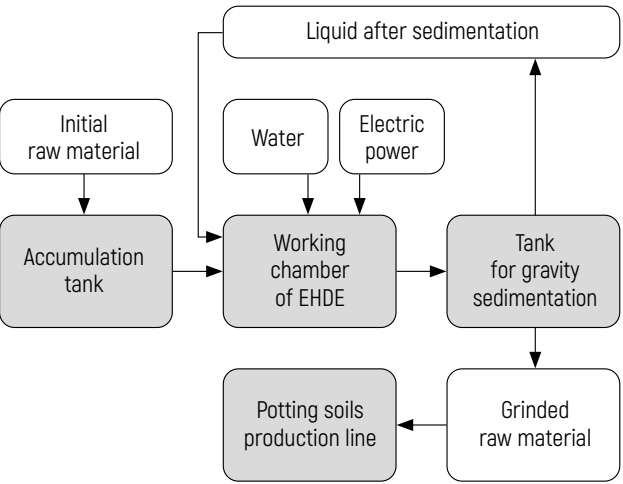 Liquid after sedimentation
Initial
raw material
Water
Electric
power
Accumulation
tank
Working
chamber
of EHDE
Tank
for gravity
sedimentation
Potting soils
production line
Grinded
raw material